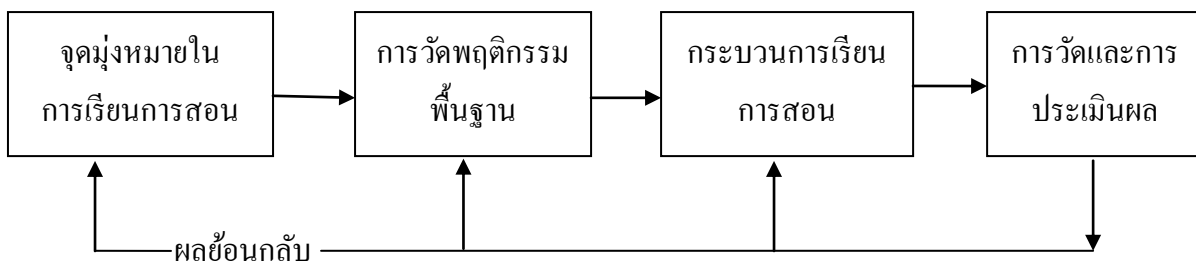 จุดมุ่งหมายใน
การเรียนการสอน
การวัดพฤติกรรม
พื้นฐาน
กระบวนการเรียน
การสอน
การวัดและการ
ประเมินผล
ผลย้อนกลับ